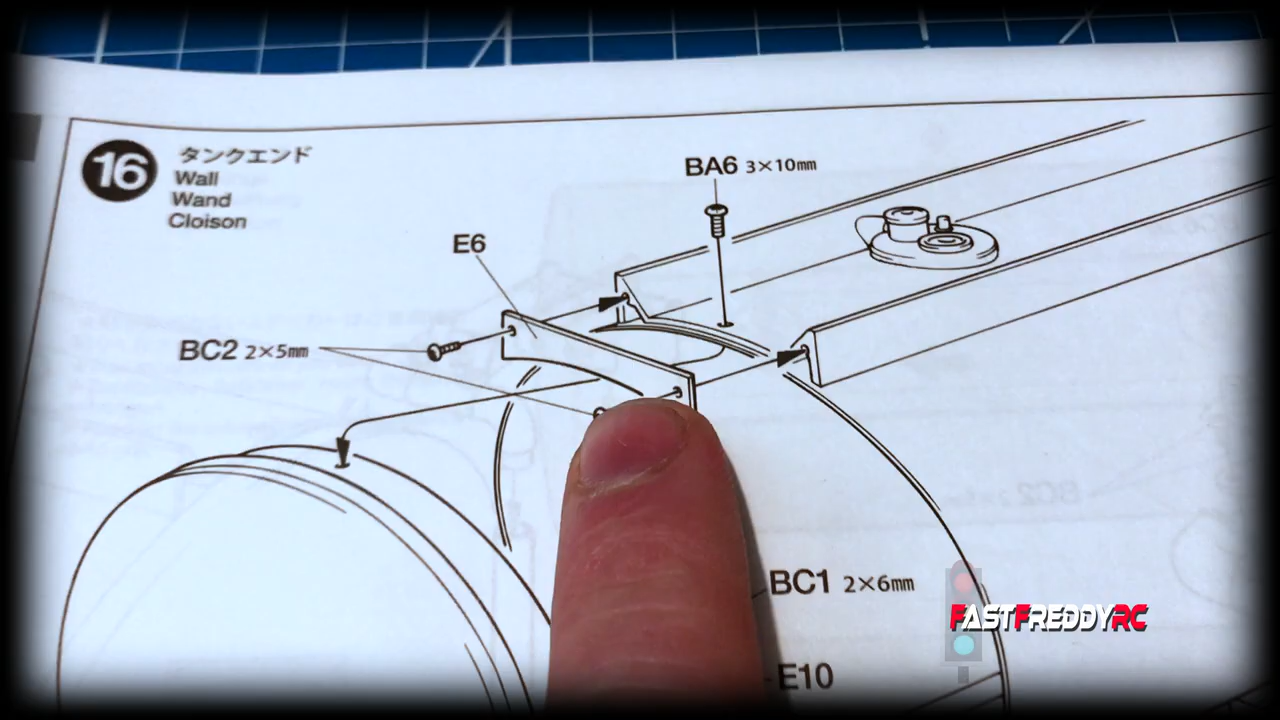 16
タンクエンド
Wall
Wand
Cloison
BA6 3×10mm
E6
BC2 2×5mm
BC1 2×6mm
E10
FASTFREDDYRC